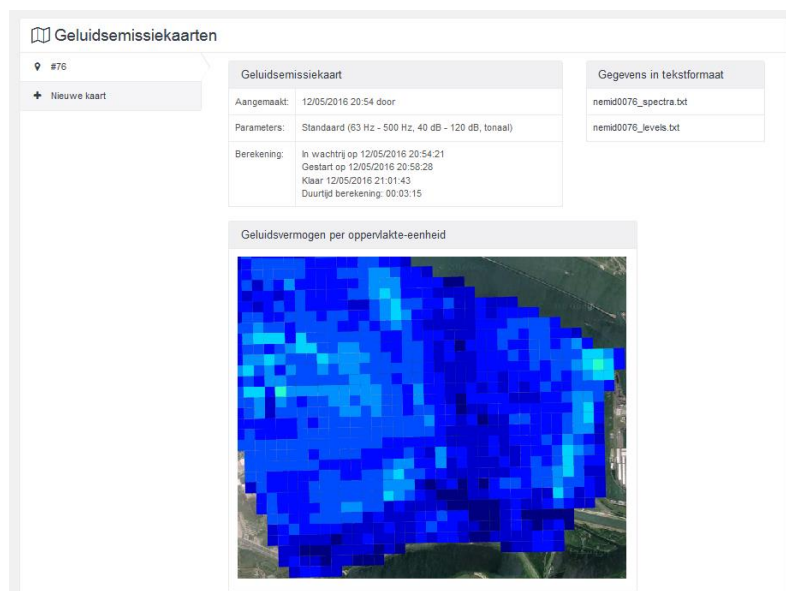 Geluidsemissiekaarten
#76
Nieuwe kaart
Geluidsemissiekaart
Aangemaakt: 12/05/2016 20:54 door
Parameters: Standaard (63 Hz - 500 Hz, 40 dB - 120 dB, tonaal)
Berekening: In wachtrij op 12/05/2016 20:54:21
Gestart op 12/05/2016 20:58:28
Klaar 12/05/2016 21:01:43
Duurtijd berekening: 00:03:15
Gegevens in tekstformaat
nemid0076_spectra.txt
nemid0076_levels.txt
Geluidsvermogen per oppervlakte-eenheid